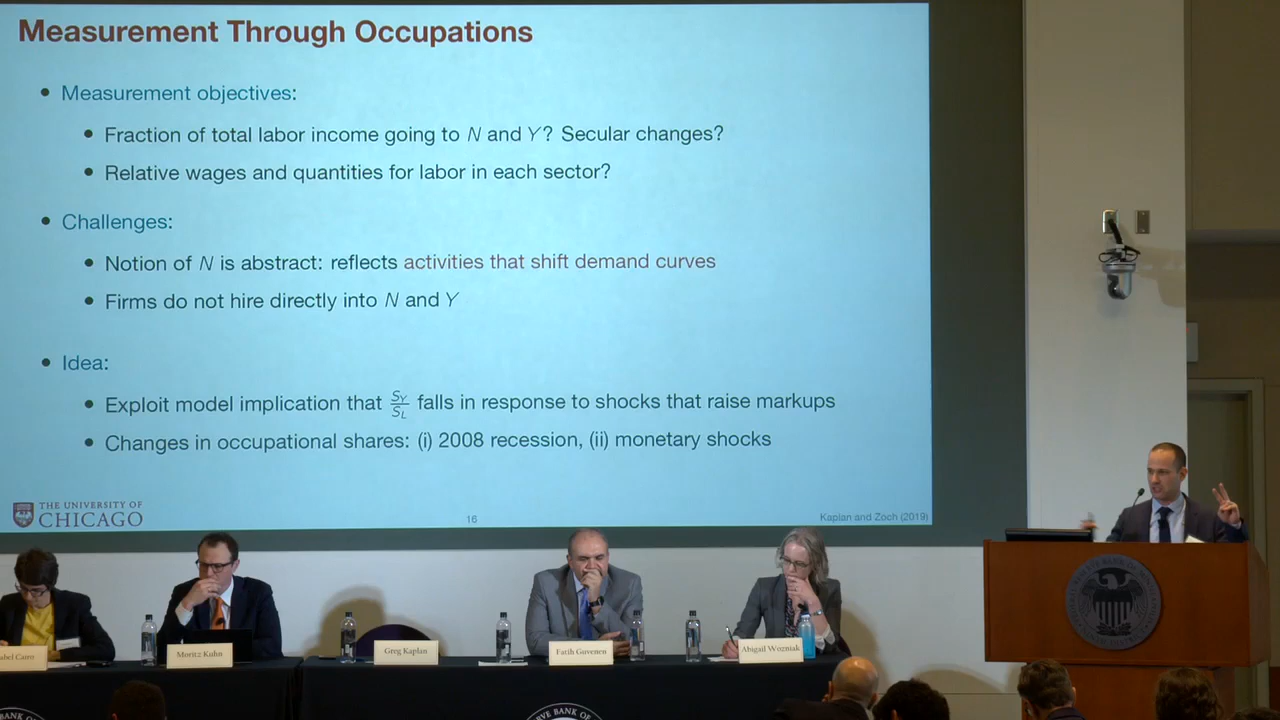 Measurement Through Occupations
• Measurement objectives:
• Fraction of total labor income going to N and Y? Secular changes?
• Relative wages and quantities for labor in each sector?
• Challenges:
• Notion of N is abstract: reflects activities that shift demand curves
• Firms do not hire directly into N and Y
• Idea:
• Exploit model implication that S_Y/S_L falls in response to shocks that raise markups
• Changes in occupational shares: (i) 2008 recession, (ii) monetary shocks
THE UNIVERSITY OF
CHICAGO
16
Kaplan and Zoch (2019)
Moritz Kuhn
Greg Kaplan
Fatih Guvenen
Abigail Wozniak
BANK OF